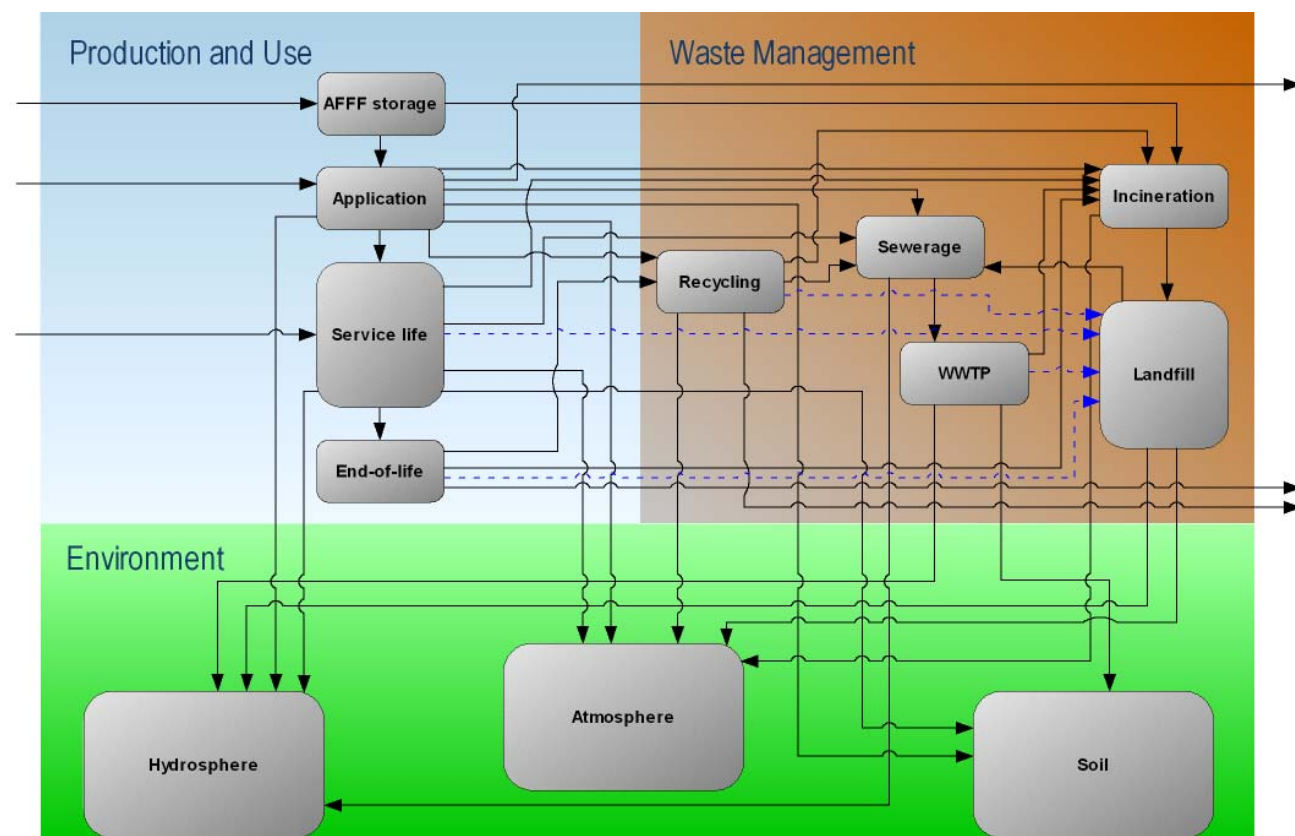 Production and Use
Waste Management
AFFF storage
Application
Incineration
Sewerage
Recycling
Service life
WWTP
Landfill
End-of-life
Environment
Atmosphere
Hydrosphere
Soil